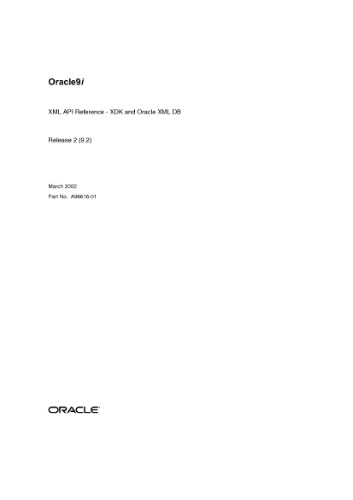 Oracle9i
XML API Reference - XDK and Oracle XML DB
Release 2 (9.2)
March 2002
Part No. A96616-01
ORACLE